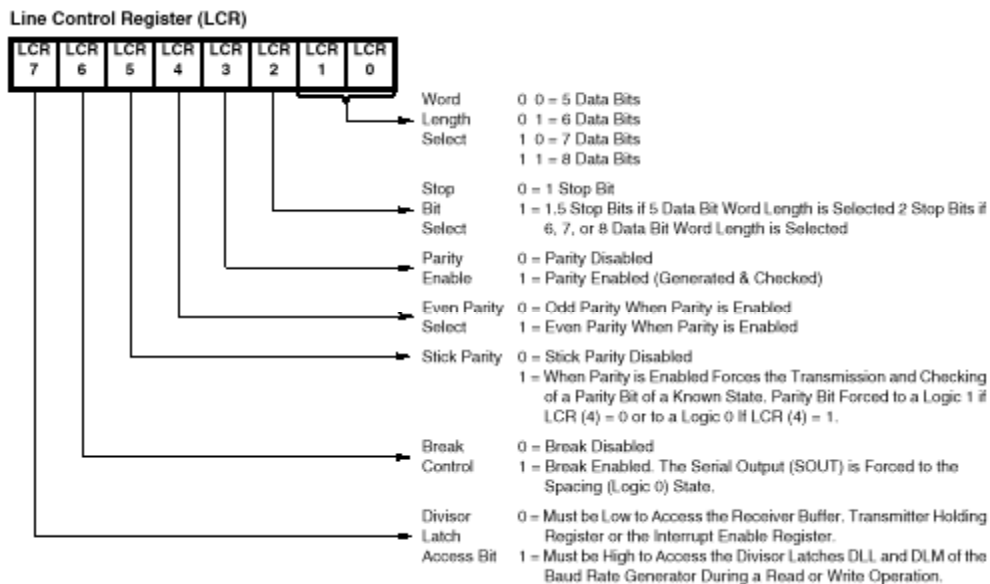 Line Control Register (LCR)
LCR LCR LCR LCR LCR LCR LCR LCR
7 6 5 4 3 2 1 0
Word 0 0 = 5 Data Bits
Length 0 1 = 6 Data Bits
Select 1 0 = 7 Data Bits
1 1 = 8 Data Bits
Stop 0 = 1 Stop Bit
Bit 1 = 1.5 Stop Bits if 5 Data Bit Word Length is Selected 2 Stop Bits if
Select 6, 7, or 8 Data Bit Word Length is Selected
Parity 0 = Parity Disabled
Enable 1 = Parity Enabled (Generated & Checked)
Even Parity 0 = Odd Parity When Parity is Enabled
Select 1 = Even Parity When Parity is Enabled
Stick Parity 0 = Stick Parity Disabled
1 = When Parity is Enabled Forces the Transmission and Checking
of a Parity Bit of a Known State. Parity Bit Forced to a Logic 1 if
LCR (4) = 0 or to a Logic 0 If LCR (4) = 1.
Break 0 = Break Disabled
Control 1 = Break Enabled. The Serial Output (SOUT) is Forced to the
Spacing (Logic 0) State.
Divisor 0 = Must be Low to Access the Receiver Buffer, Transmitter Holding
Latch Register or the Interrupt Enable Register.
Access Bit 1 = Must be High to Access the Divisor Latches DLL and DLM of the
Baud Rate Generator During a Read or Write Operation.